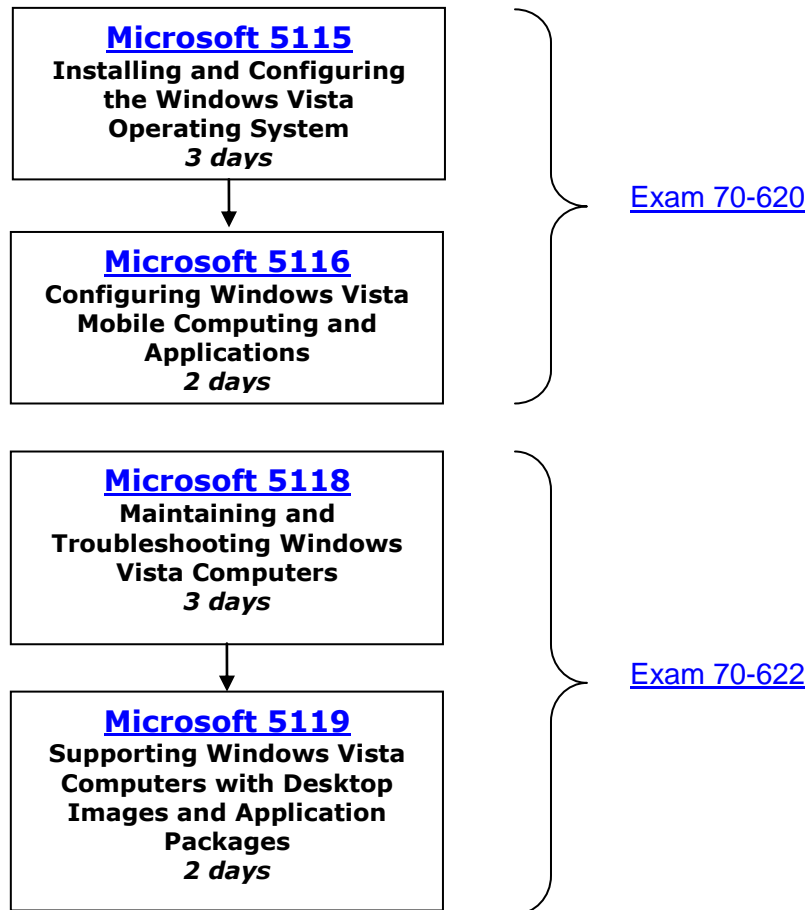 Microsoft 5115
Installing and Configuring
the Windows Vista
Operating System
3 days
Exam 70-620
Microsoft 5116
Configuring Windows Vista
Mobile Computing and
Applications
2 days
Microsoft 5118
Maintaining and
Troubleshooting Windows
Vista Computers
3 days
Exam 70-622
Microsoft 5119
Supporting Windows Vista
Computers with Desktop
Images and Application
Packages
2 days